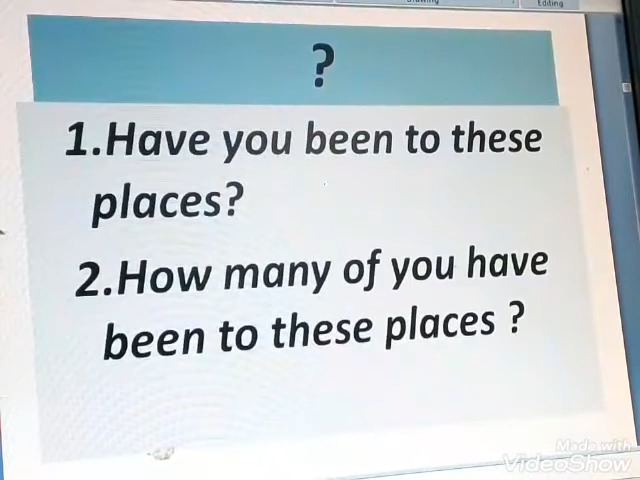 Editing
?
1.Have you been to these
places?
2.How many of you have
been to these places ?
Made with
VideoShow